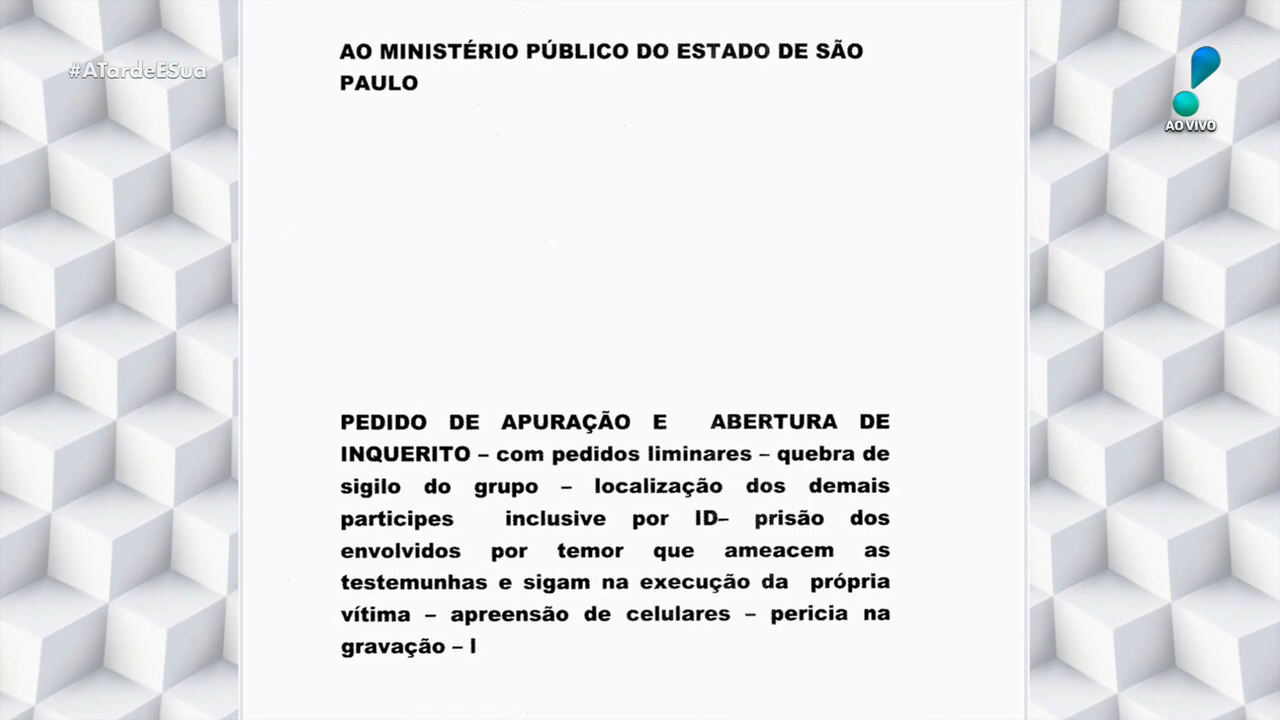 AO MINISTÉRIO PÚBLICO DO ESTADO DE SÃO
PAULO
#ATardeESua
AO VIVO
PEDIDO DE APURAÇÃO E ABERTURA DE
INQUERITO – com pedidos liminares – quebra de
sigilo do grupo – localização dos demais
participes inclusive por ID– prisão dos
envolvidos por temor que ameacem as
testemunhas e sigam na execução da própria
vítima – apreensão de celulares – pericia na
gravação – I